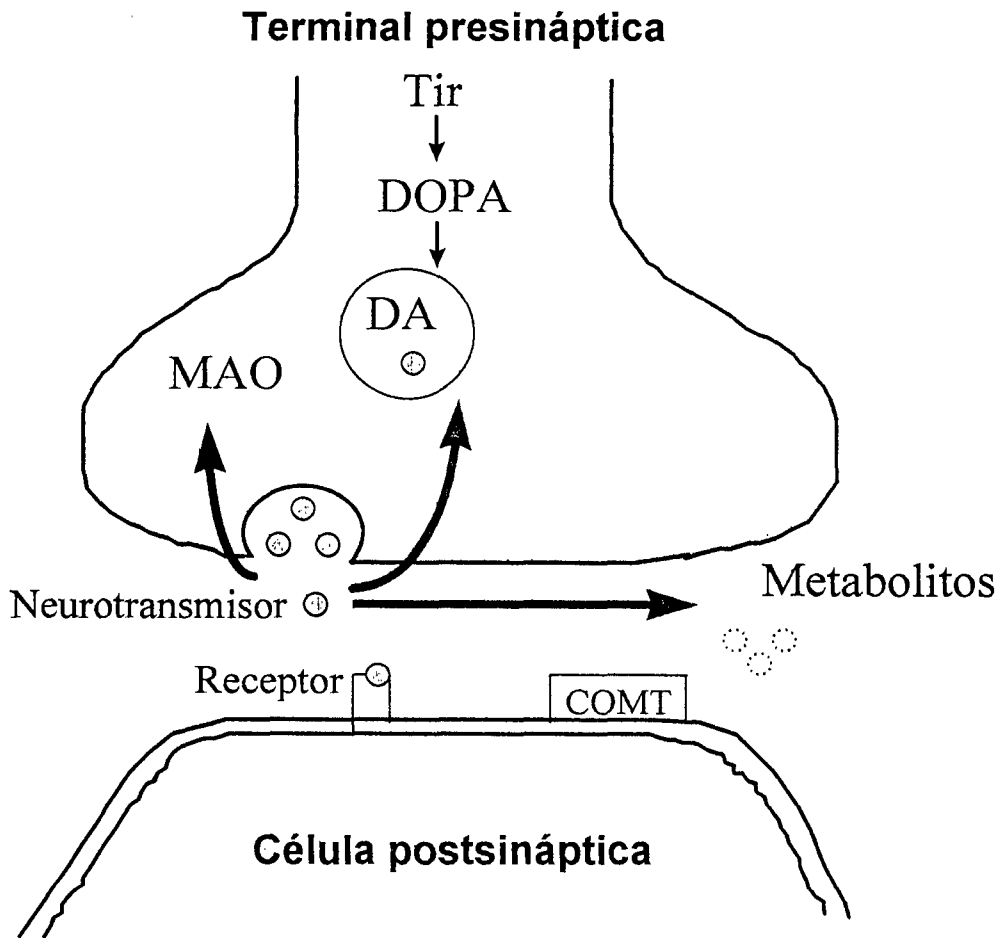 Terminal presináptica
Tir
DOPA
DA
MAO
Neurotransmisor
Metabolitos
Receptor
COMT
Célula postsináptica